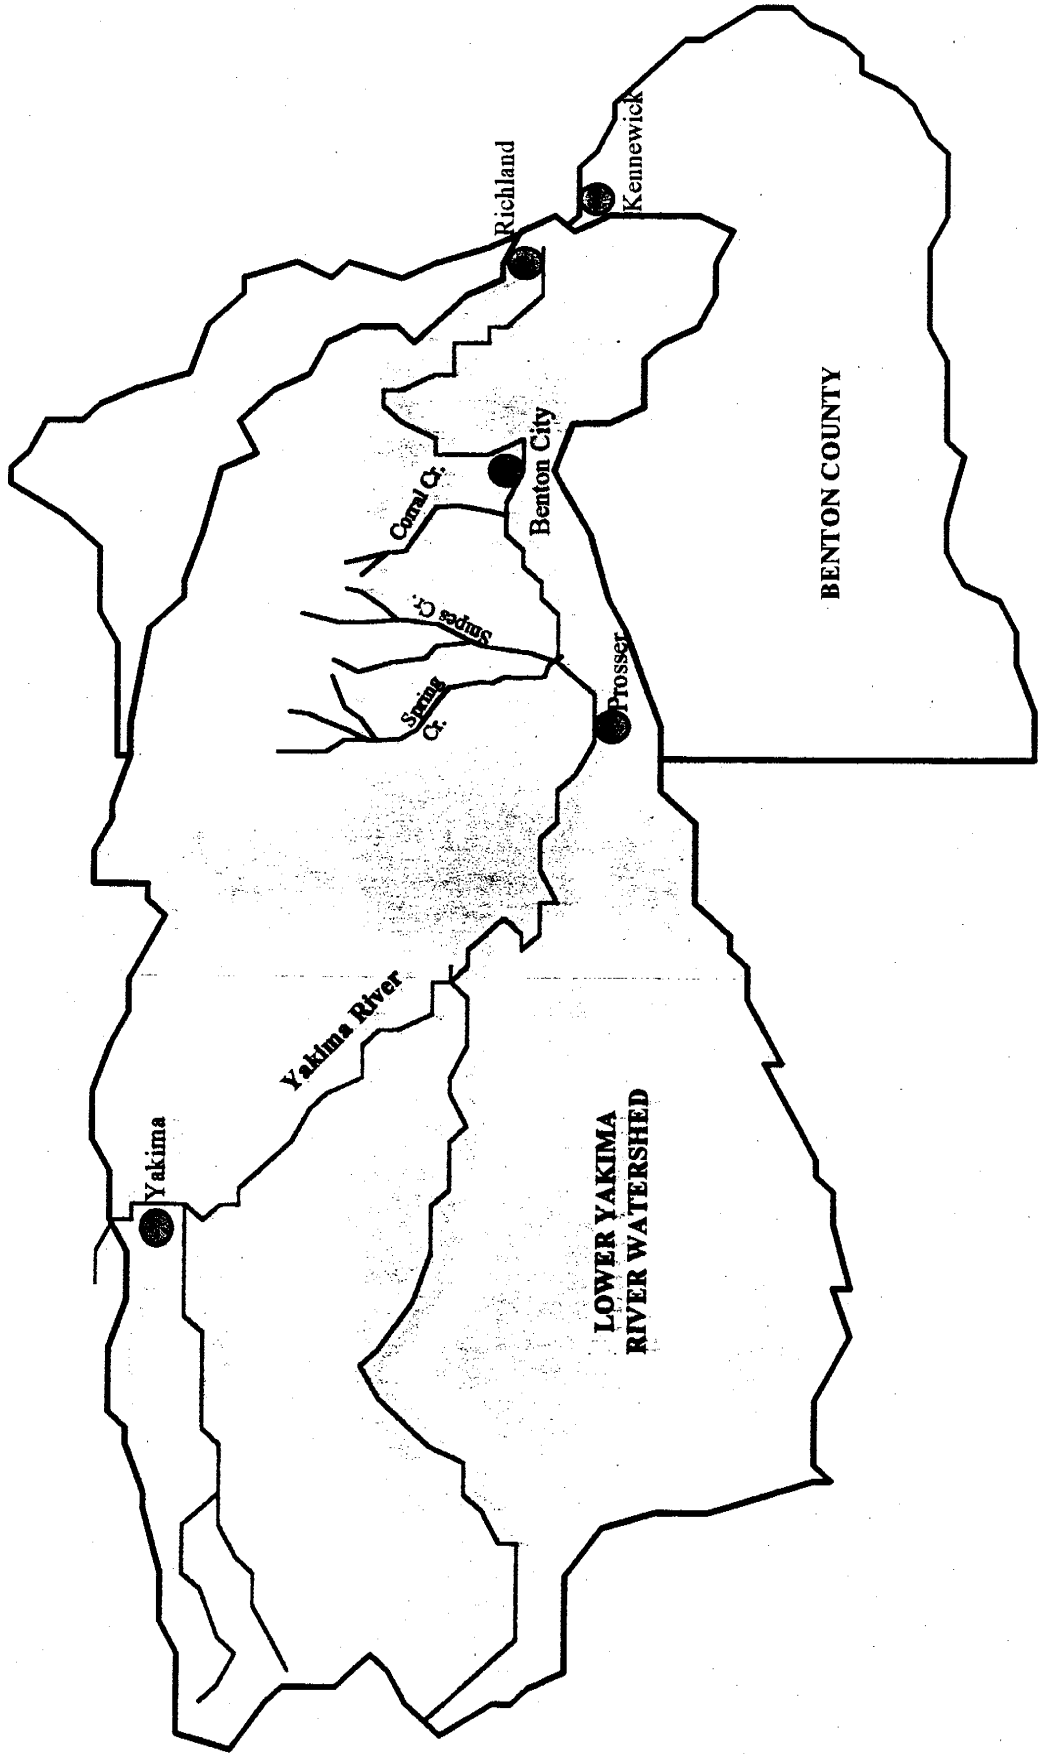 Yakima
Yakima River
LOWER YAKIMA
RIVER WATERSHED
Spring
Cr.
Snipes Cr.
Corral Cr.
Prosser
Benton City
Richland
Kennewick
BENTON COUNTY